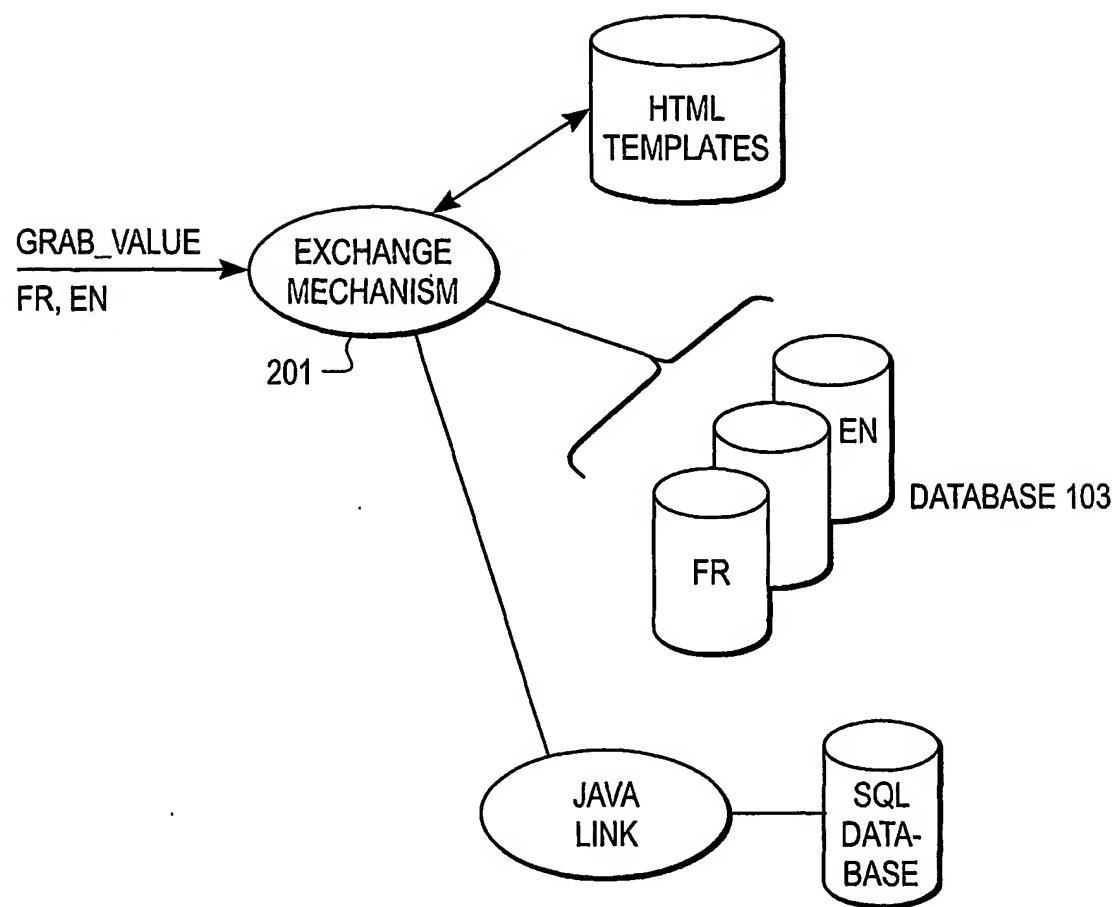 HTML
TEMPLATES
GRAB_VALUE
FR, EN
EXCHANGE
MECHANISM
201
EN
DATABASE 103
FR
JAVA
LINK
SQL
DATA-
BASE